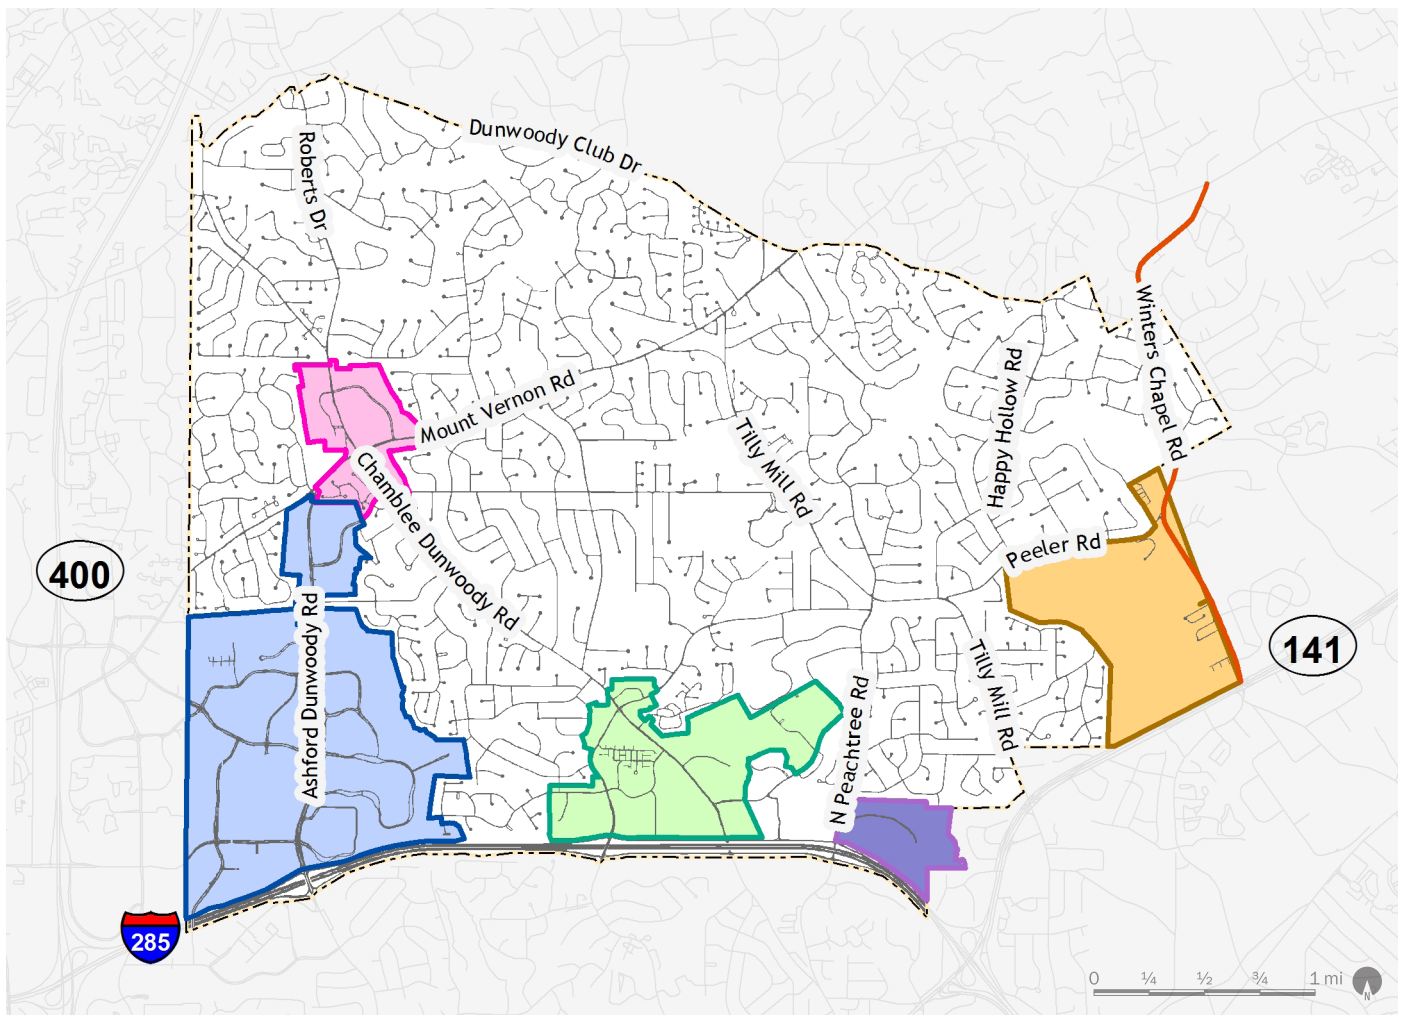 Dunwoody Club Dr
Roberts Dr
Winters Chapel Rd
Mount Vernon Rd
Happy Hollow Rd
Tilly Mill Rd
Chamblee Dunwoody Rd
Peeler Rd
400
Ashford Dunwoody Rd
141
Tilly Mill Rd
N Peachtree Rd
285
0 ¼ ½ ¾ 1 mi
N